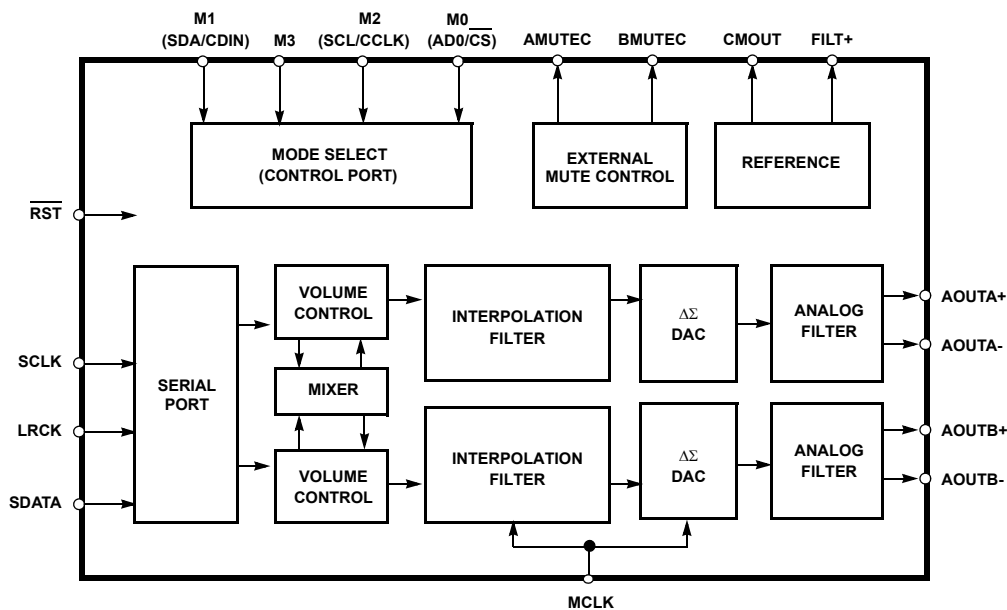 M1
(SDA/CDIN)
M3
M2
(SCL/CCLK)
M0
(AD0/CS)
AMUTEC
BMUTEC
CMOUT
FILT+
MODE SELECT
(CONTROL PORT)
EXTERNAL
MUTE CONTROL
REFERENCE
RST
SERIAL
PORT
VOLUME
CONTROL
INTERPOLATION
FILTER
ΔΣ
DAC
ANALOG
FILTER
AOUTA+
AOUTA-
SCLK
MIXER
LRCK
VOLUME
CONTROL
INTERPOLATION
FILTER
ΔΣ
DAC
ANALOG
FILTER
AOUTB+
AOUTB-
SDATA
MCLK